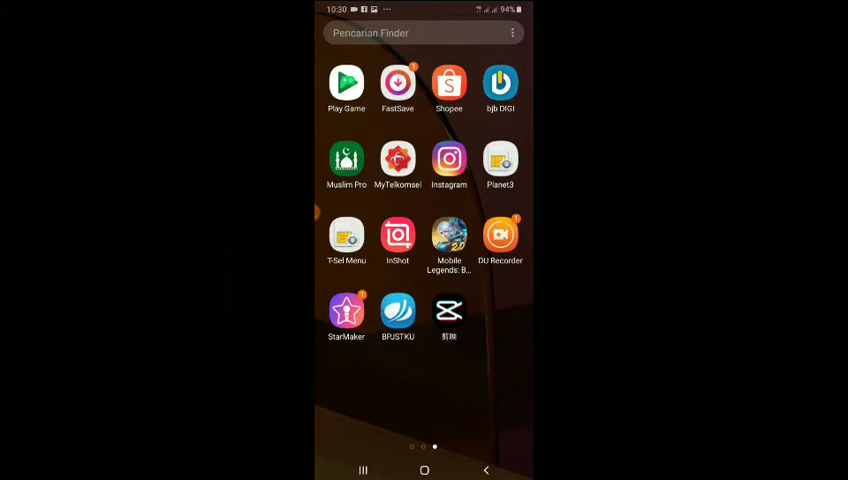 10:30 94%
Pencarian Finder
Play Game FastSave Shopee bjb DIGI
Muslim Pro MyTelkomsel Instagram Planet3
T-Sel Menu InShot Mobile Legends: B... DU Recorder
StarMaker BPJSTKU 剪映